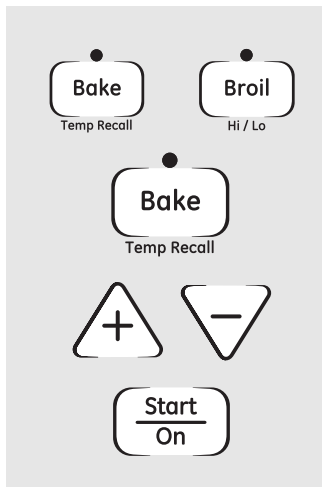 Bake Broil
Temp Recall Hi / Lo
Bake
Temp Recall
+ −
Start
On